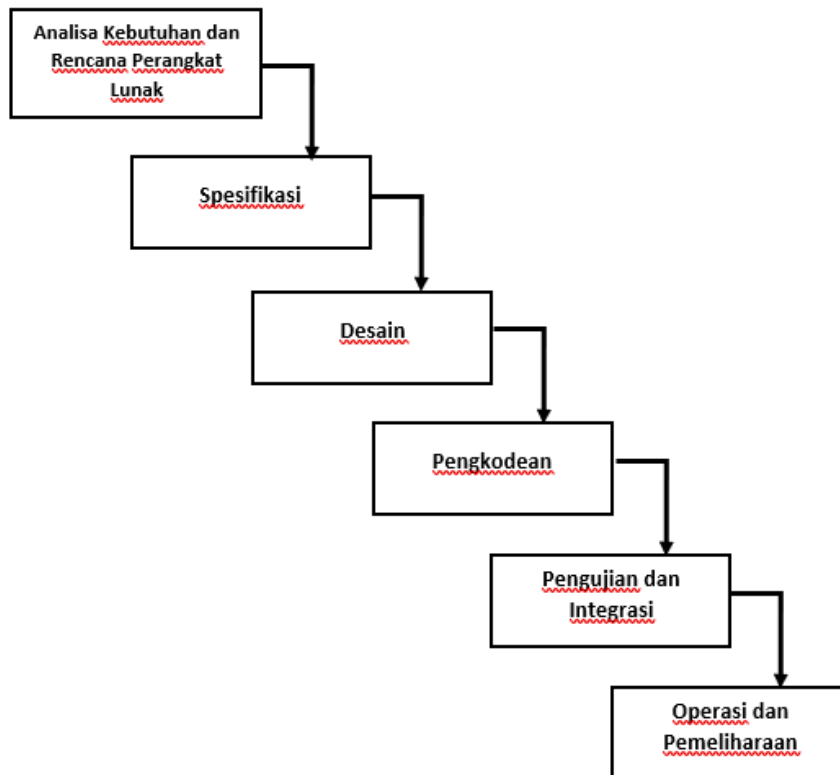 Analisa Kebutuhan dan
Rencana Perangkat
Lunak
Spesifikasi
Desain
Pengkodean
Pengujian dan
Integrasi
Operasi dan
Pemeliharaan